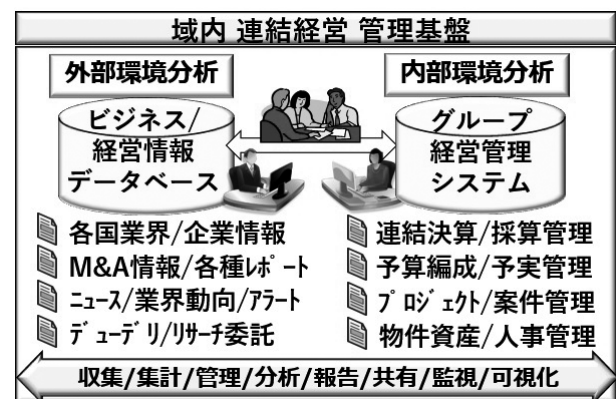 域内 連結経営 管理基盤
外部環境分析
内部環境分析
ビジネス/
経営情報
データベース
グループ
経営管理
システム
各国業界/企業情報
M&A情報/各種ﾚﾎﾟｰﾄ
ﾆｭｰｽ/業界動向/ｱﾗｰﾄ
ﾃﾞｭｰﾃﾞﾘ/ﾘｻｰﾁ委託
連結決算/採算管理
予算編成/予実管理
ﾌﾟﾛｼﾞｪｸﾄ/案件管理
物件資産/人事管理
収集/集計/管理/分析/報告/共有/監視/可視化